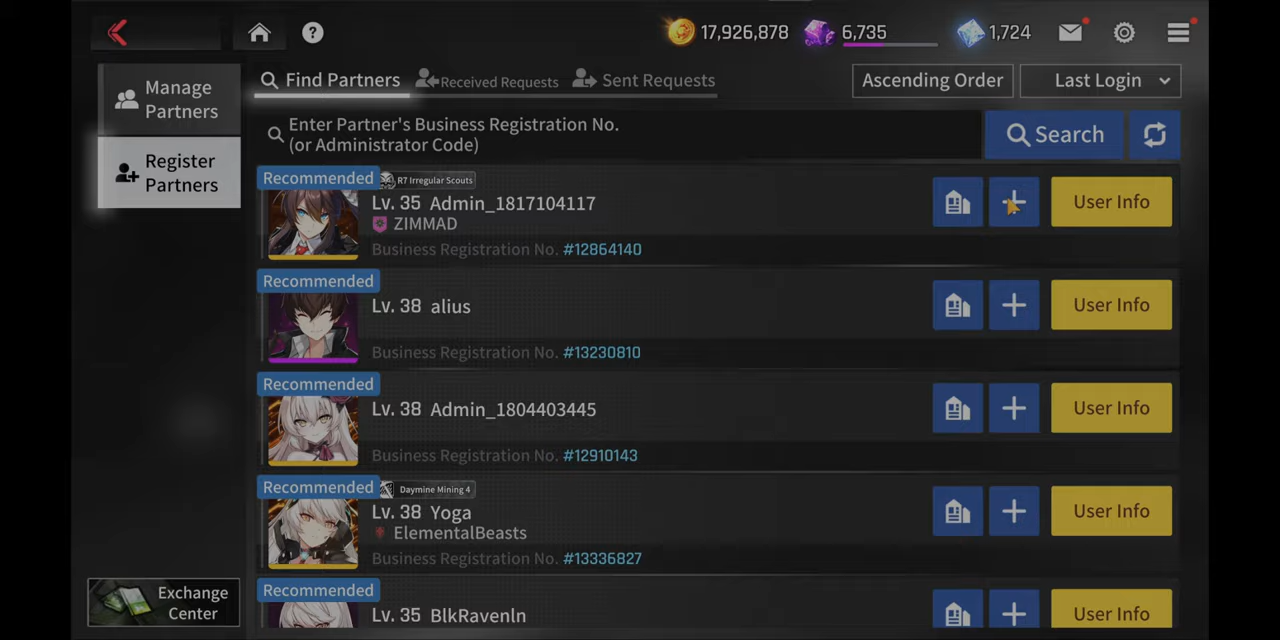 17,926,878
6,735
1,724
Manage
Partners
Register
Partners
Find Partners
Received Requests
Sent Requests
Ascending Order
Last Login
Enter Partner's Business Registration No.
(or Administrator Code)
Search
Recommended
R7 Irregular Scouts
Lv. 35 Admin_1817104117
ZIMMAD
Business Registration No. #12864140
User Info
Recommended
Lv. 38 alius
Business Registration No. #13230810
User Info
Recommended
Lv. 38 Admin_1804403445
Business Registration No. #12910143
User Info
Recommended
Daymine Mining 4
Lv. 38 Yoga
ElementalBeasts
Business Registration No. #13336827
User Info
Recommended
Lv. 35 BlkRavenln
User Info
Exchange
Center